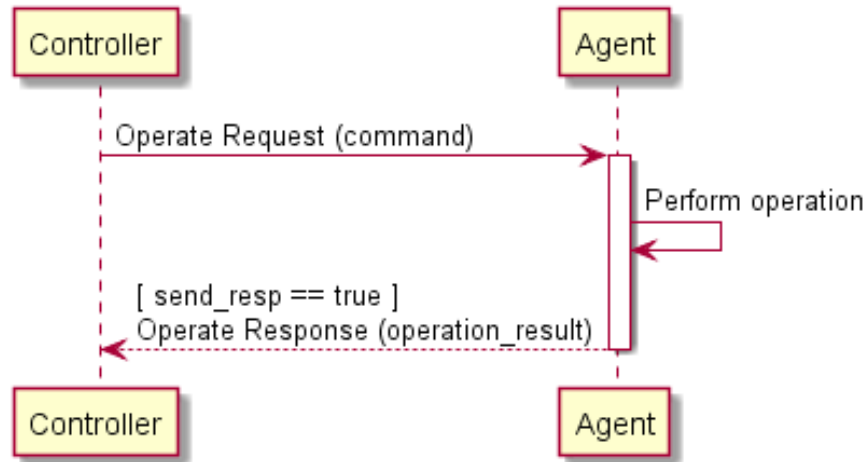 Controller
Agent
Operate Request (command)
Perform operation
[ send_resp == true ]
Operate Response (operation_result)
Controller
Agent